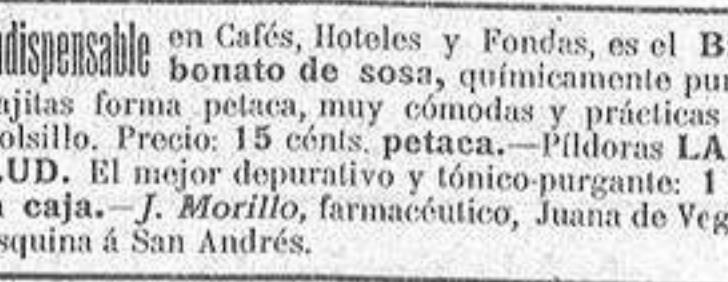 ndispensable en Cafés, Hoteles y Fondas, es el B
bonato de sosa, químicamente pu
ajitas forma petaca, muy cómodas y prácticas
olsillo. Precio: 15 cénts. petaca.—Píldoras LA
LUD. El mejor depurativo y tónico-purgante: 1
a caja.—J. Morillo, farmacéutico, Juana de Veg
squina á San Andrés.